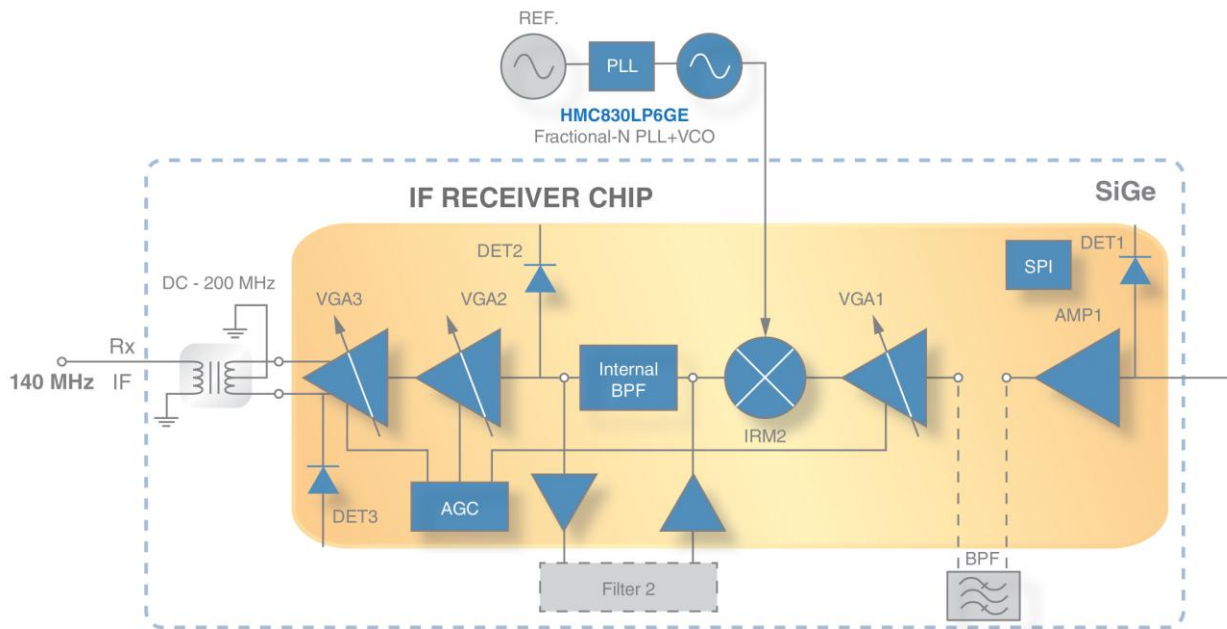 REF.
PLL
HMC830LP6GE
Fractional-N PLL+VCO
IF RECEIVER CHIP
SiGe
DET2
DET1
SPI
DC - 200 MHz
VGA3
VGA2
VGA1
AMP1
Rx
140 MHz IF
Internal
BPF
IRM2
AGC
DET3
BPF
Filter 2